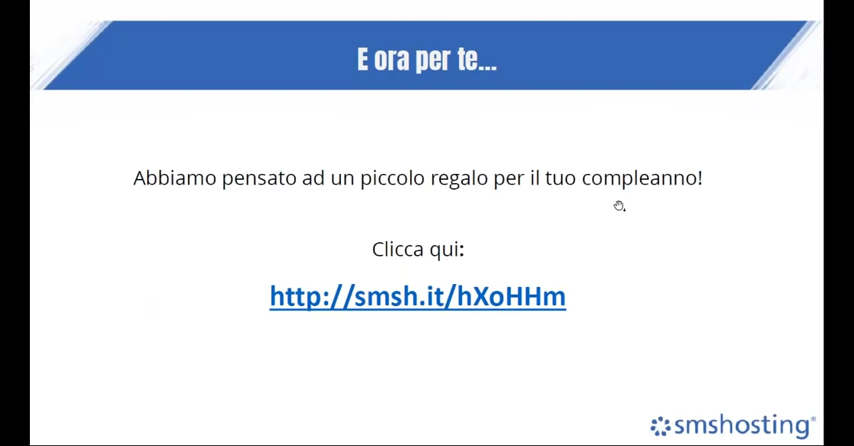 E ora per te...
Abbiamo pensato ad un piccolo regalo per il tuo compleanno!
Clicca qui:
http://smsh.it/hXoHHm
smshosting®